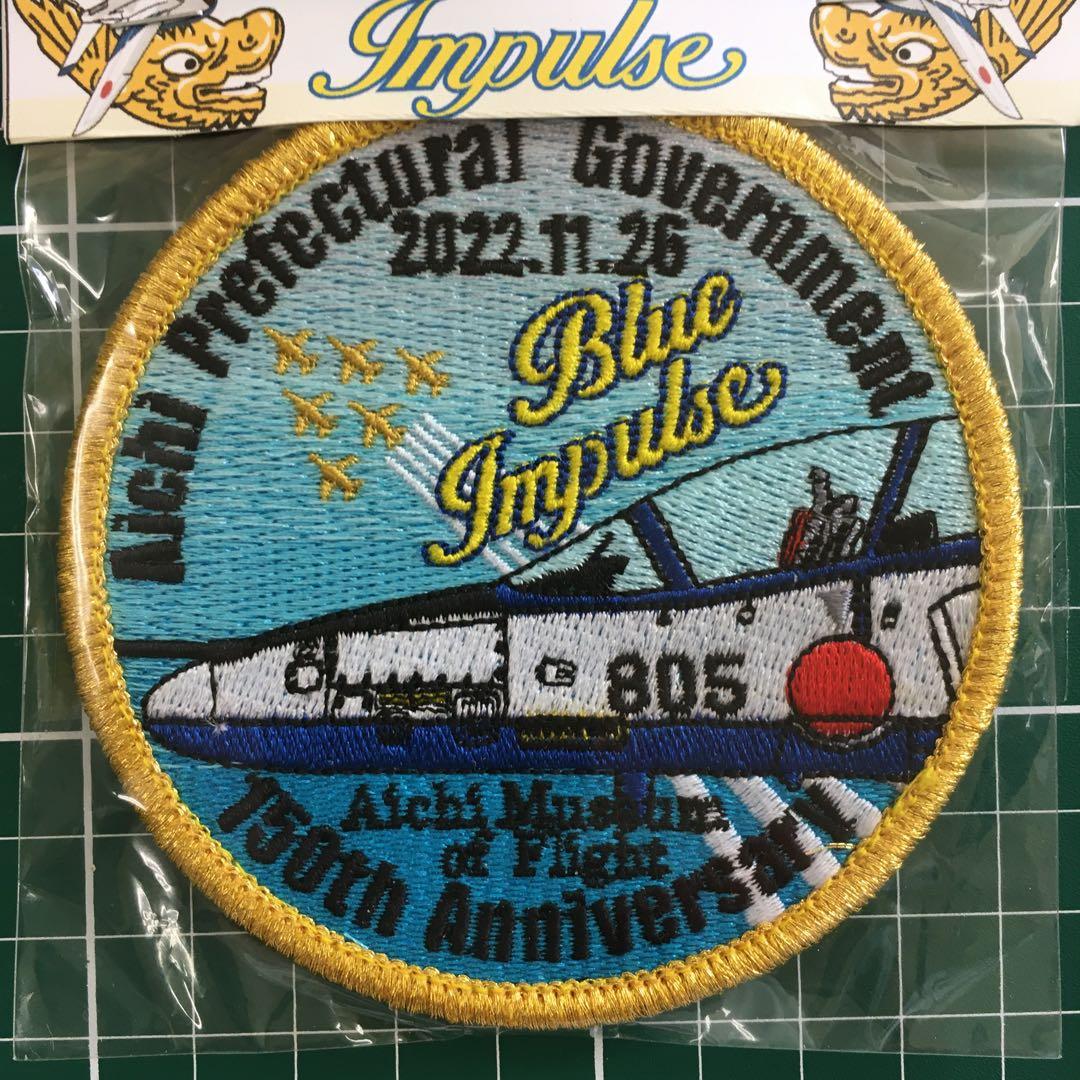 Impulse
Aichi Prefectural Government
2022.11.26
Blue
Impulse
805
Aichi Museum
of Flight
150th Anniversary